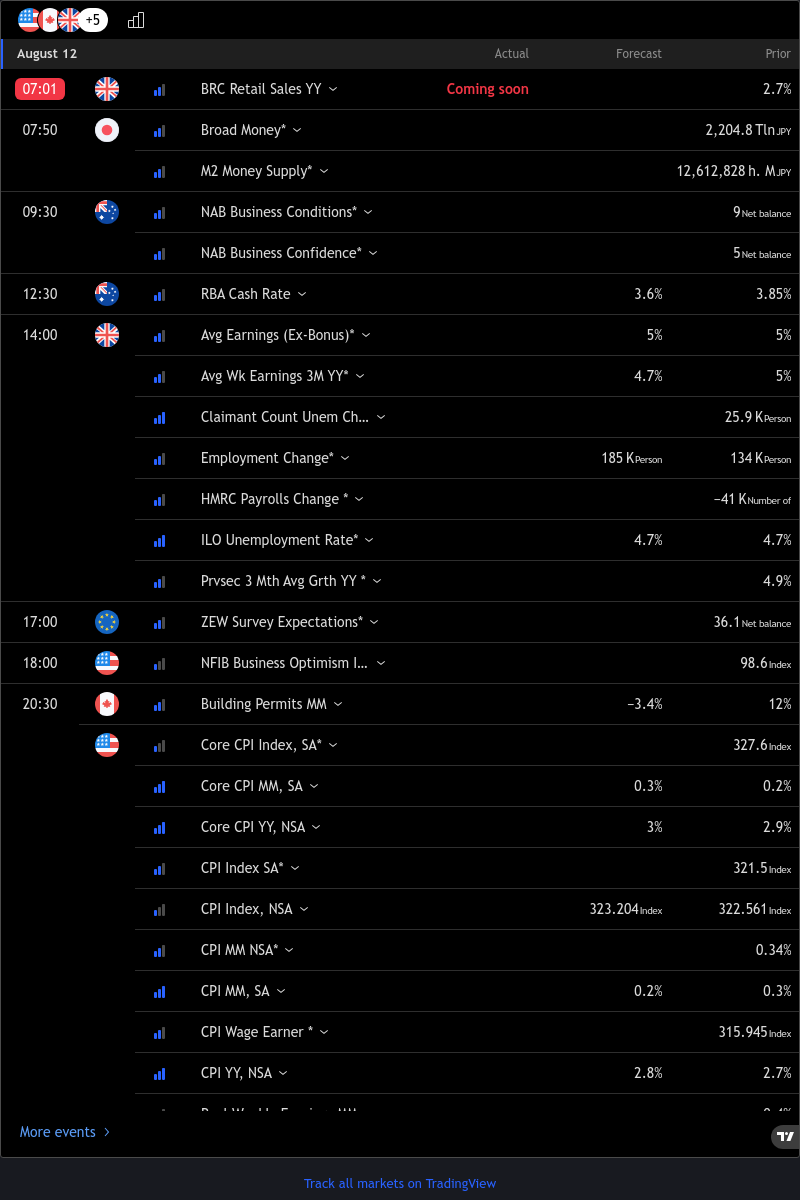 +5
August 12 Actual Forecast Prior
07:01 BRC Retail Sales YY Coming soon 2.7%
07:50 Broad Money* 2,204.8 Tln JPY
M2 Money Supply* 12,612,828 h. M JPY
09:30 NAB Business Conditions* 9 Net balance
NAB Business Confidence* 5 Net balance
12:30 RBA Cash Rate 3.6% 3.85%
14:00 Avg Earnings (Ex-Bonus)* 5% 5%
Avg Wk Earnings 3M YY* 4.7% 5%
Claimant Count Unem Ch... 25.9 K Person
Employment Change* 185 K Person 134 K Person
HMRC Payrolls Change * −41 K Number of
ILO Unemployment Rate* 4.7% 4.7%
Prvsec 3 Mth Avg Grth YY * 4.9%
17:00 ZEW Survey Expectations* 36.1 Net balance
18:00 NFIB Business Optimism I... 98.6 Index
20:30 Building Permits MM −3.4% 12%
Core CPI Index, SA* 327.6 Index
Core CPI MM, SA 0.3% 0.2%
Core CPI YY, NSA 3% 2.9%
CPI Index SA* 321.5 Index
CPI Index, NSA 323.204 Index 322.561 Index
CPI MM NSA* 0.34%
CPI MM, SA 0.2% 0.3%
CPI Wage Earner * 315.945 Index
CPI YY, NSA 2.8% 2.7%
More events
Track all markets on TradingView